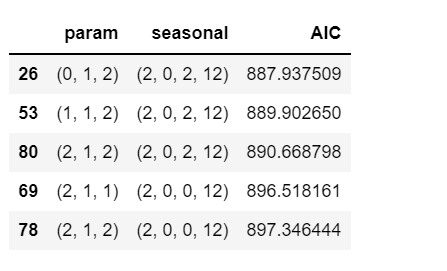 param seasonal AIC
26 (0, 1, 2) (2, 0, 2, 12) 887.937509
53 (1, 1, 2) (2, 0, 2, 12) 889.902650
80 (2, 1, 2) (2, 0, 2, 12) 890.668798
69 (2, 1, 1) (2, 0, 0, 12) 896.518161
78 (2, 1, 2) (2, 0, 0, 12) 897.346444